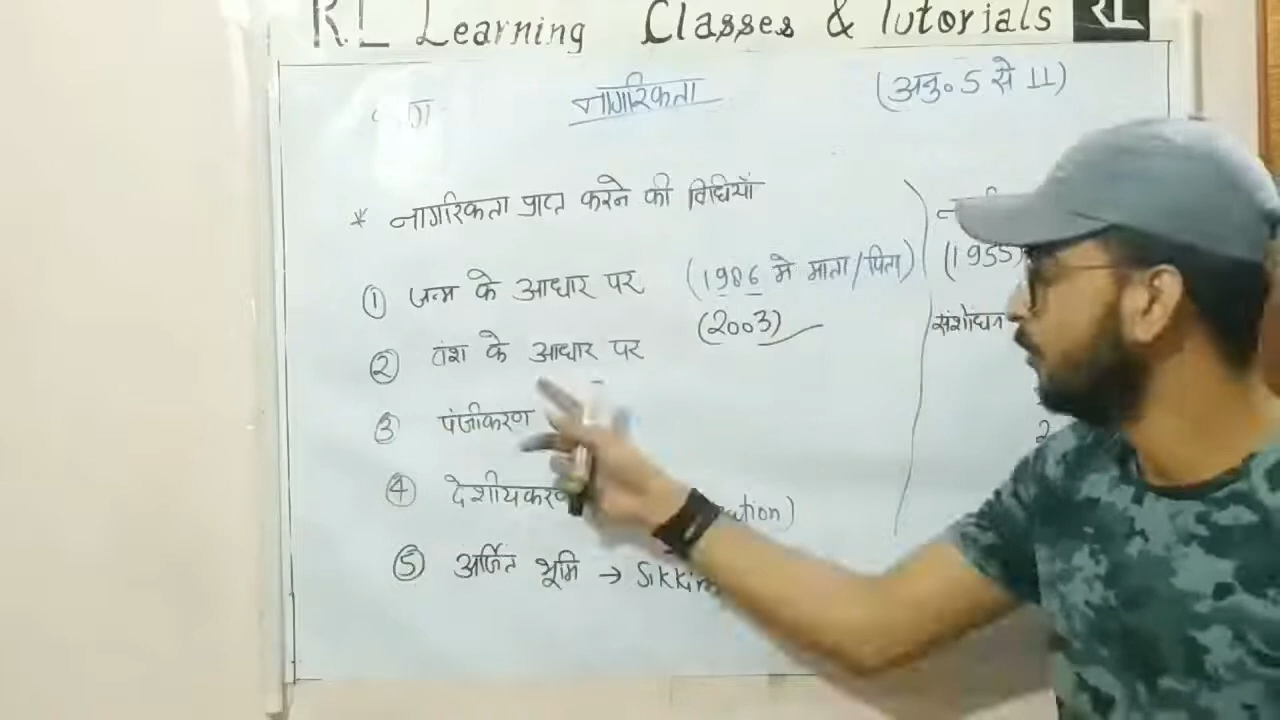 R.L Learning Classes & Tutorials RL
नागरिकता (अनु० 5 से 11)
* नागरिकता प्राप्त करने की विधियाँ
① जन्म के आधार पर (1986 मे माता/पिता)
(2003)
② वंश के आधार पर
③ पंजीकरण
④ देशीयकरण
⑤ अर्जित भूमि → Sikkim
(1955)
संशोधन